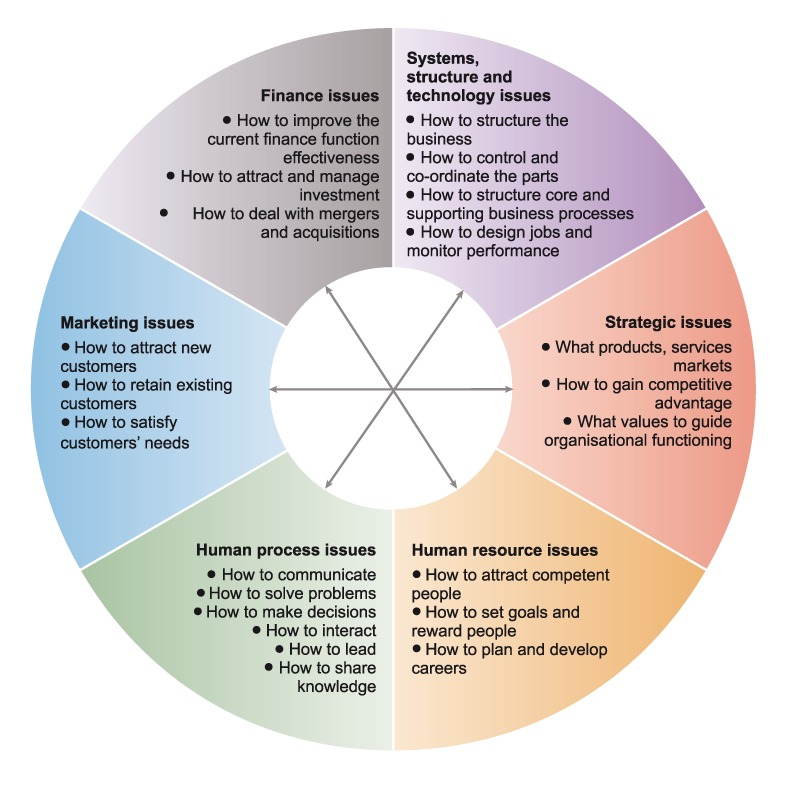 Finance issues
● How to improve the
current finance function
effectiveness
● How to attract and manage
investment
● How to deal with mergers
and acquisitions
Systems,
structure and
technology issues
● How to structure the
business
● How to control and
co-ordinate the parts
● How to structure core and
supporting business processes
● How to design jobs and
monitor performance
Marketing issues
● How to attract new
customers
● How to retain existing
customers
● How to satisfy
customers’ needs
Strategic issues
● What products, services
markets
● How to gain competitive
advantage
● What values to guide
organisational functioning
Human process issues
● How to communicate
● How to solve problems
● How to make decisions
● How to interact
● How to lead
● How to share
knowledge
Human resource issues
● How to attract competent
people
● How to set goals and
reward people
● How to plan and develop
careers